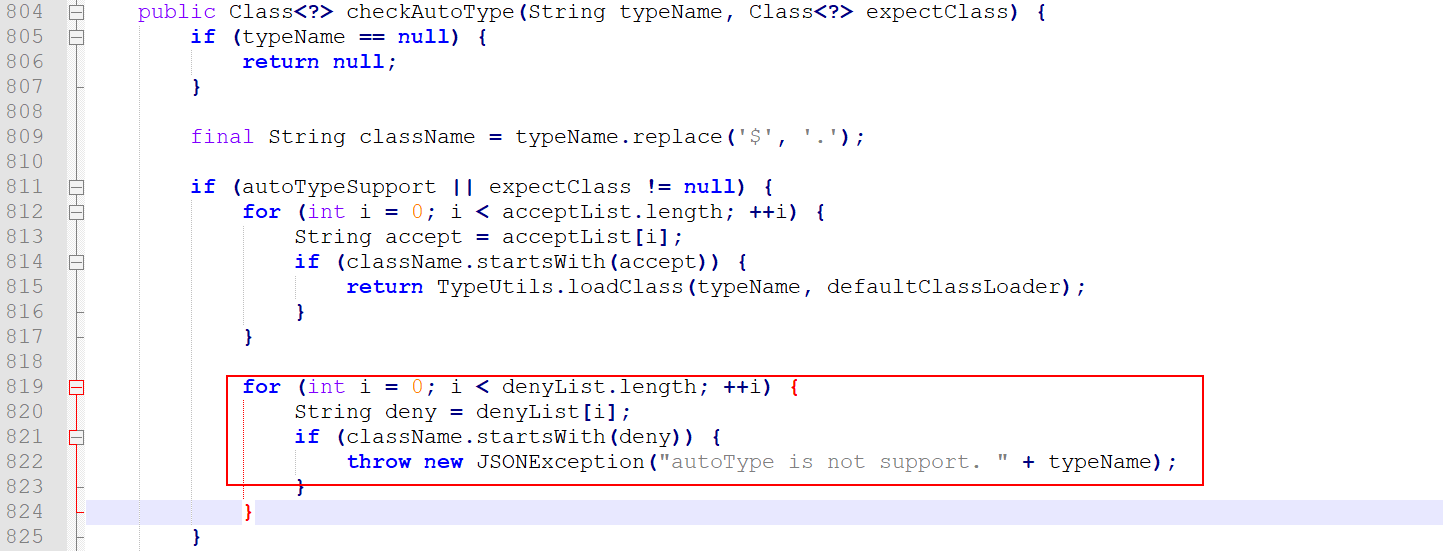 804 public Class<?> checkAutoType(String typeName, Class<?> expectClass) {
805 if (typeName == null) {
806 return null;
807 }
808
809 final String className = typeName.replace('$', '.');
810
811 if (autoTypeSupport || expectClass != null) {
812 for (int i = 0; i < acceptList.length; ++i) {
813 String accept = acceptList[i];
814 if (className.startsWith(accept)) {
815 return TypeUtils.loadClass(typeName, defaultClassLoader);
816 }
817 }
818
819 for (int i = 0; i < denyList.length; ++i) {
820 String deny = denyList[i];
821 if (className.startsWith(deny)) {
822 throw new JSONException("autoType is not support. " + typeName);
823 }
824 }
825 }